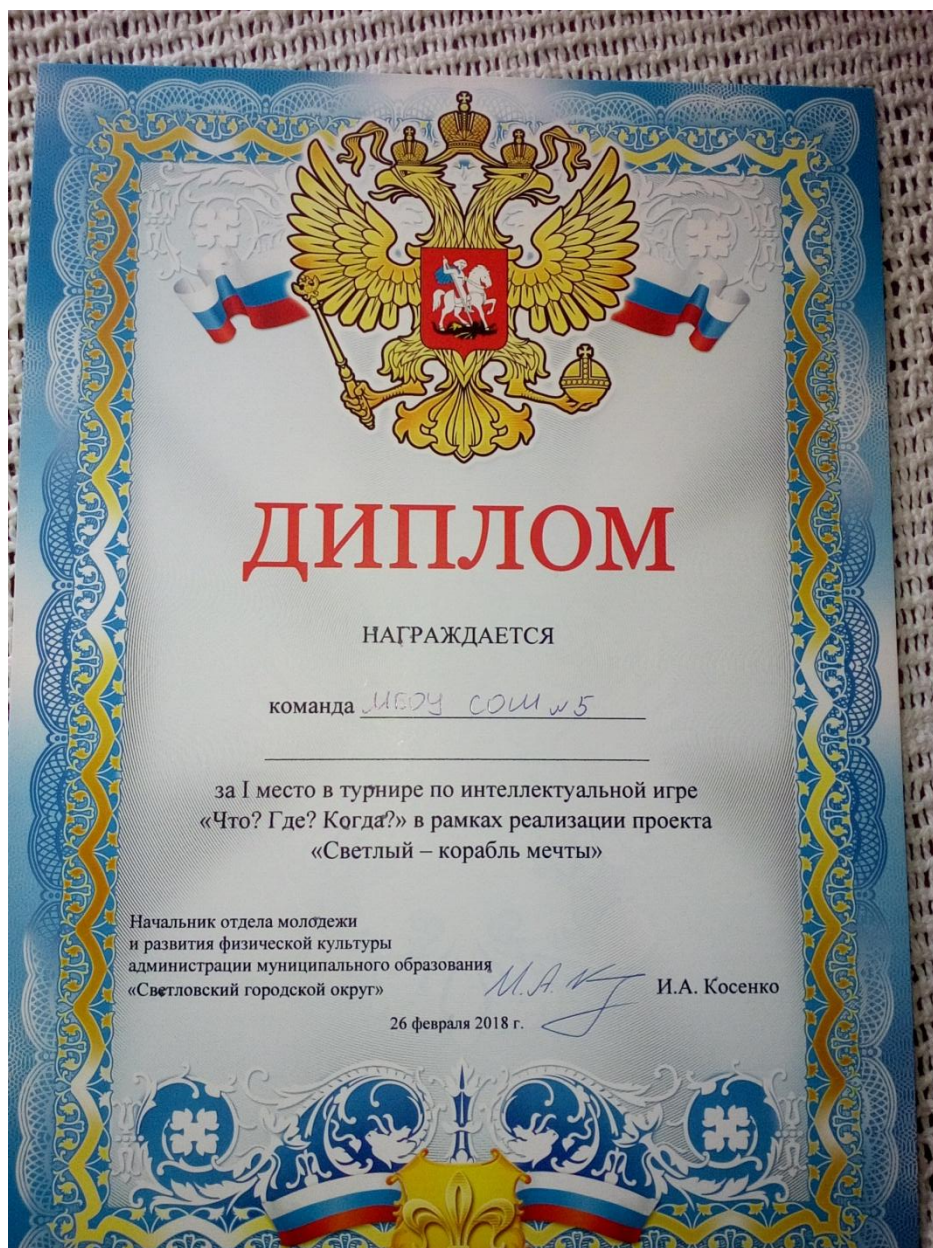 ДИПЛОМ
НАГРАЖДАЕТСЯ
команда МБОУ СОШ №5
за I место в турнире по интеллектуальной игре
«Что? Где? Когда?» в рамках реализации проекта
«Светлый – корабль мечты»
Начальник отдела молодежи
и развития физической культуры
администрации муниципального образования
«Светловский городской округ» И.А. Косенко
26 февраля 2018 г.